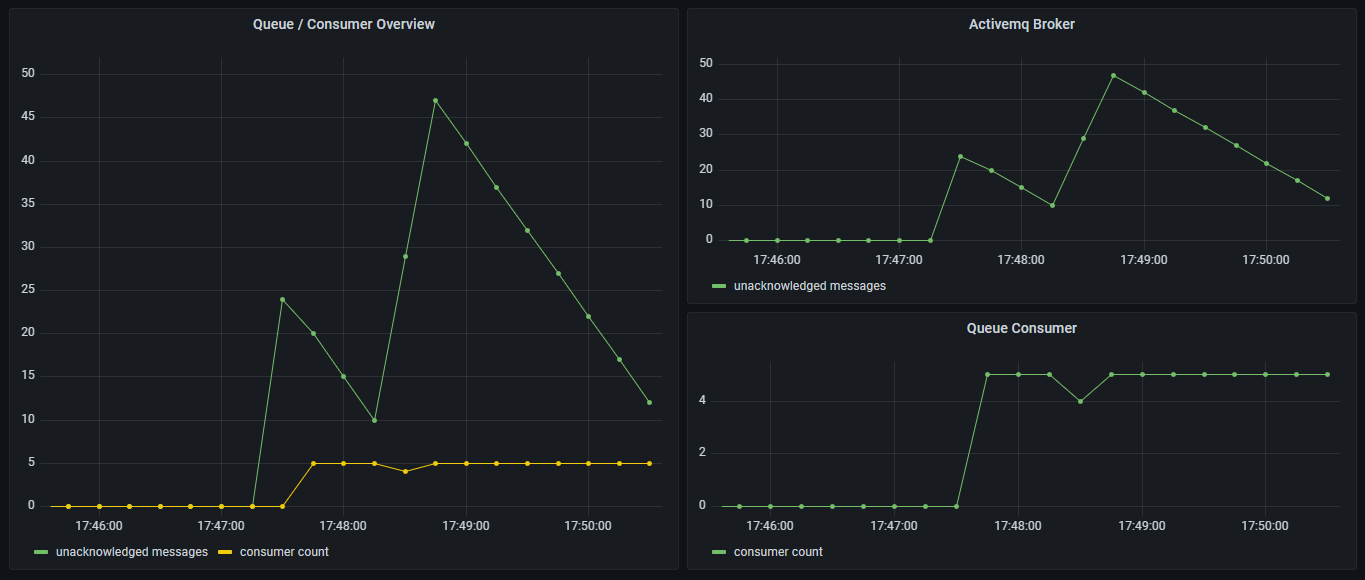 Queue / Consumer Overview
50
45
40
35
30
25
20
15
10
5
0
17:46:00 17:47:00 17:48:00 17:49:00 17:50:00
unacknowledged messages consumer count
Activemq Broker
50
40
30
20
10
0
17:46:00 17:47:00 17:48:00 17:49:00 17:50:00
unacknowledged messages
Queue Consumer
4
2
0
17:46:00 17:47:00 17:48:00 17:49:00 17:50:00
consumer count